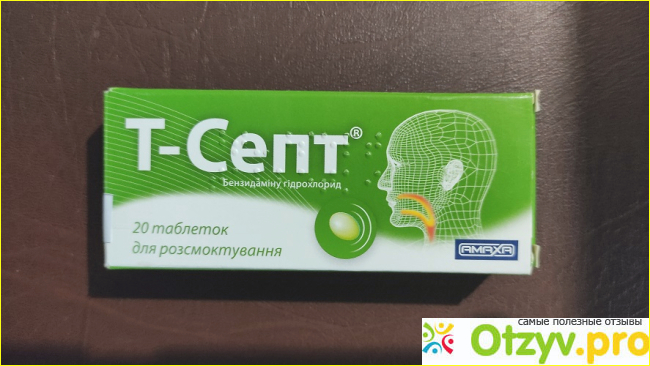 Т-Септ®
Бензидаміну гідрохлорид
20 таблеток
для розсмоктування
AMAXA
самые полезные отзывы
Otzyv.pro